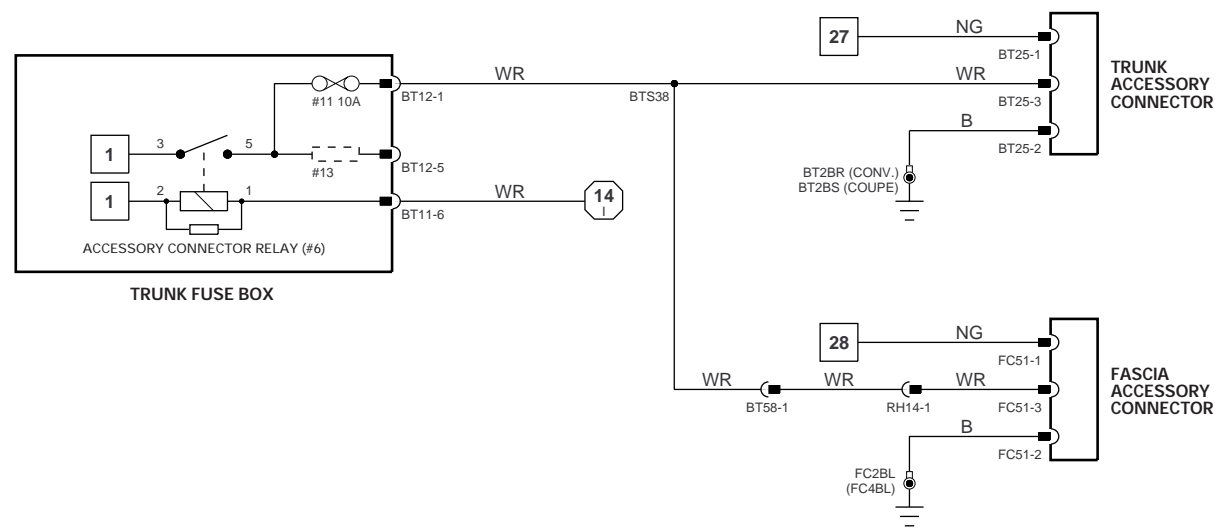 27
NG
BT25-1
WR
WR
BT12-1
BTS38
BT25-3
TRUNK
ACCESSORY
CONNECTOR
#11 10A
B
BT25-2
1
3
5
#13
BT12-5
BT2BR (CONV.)
BT2BS (COUPE)
1
2
1
WR
14
I
BT11-6
ACCESSORY CONNECTOR RELAY (#6)
TRUNK FUSE BOX
28
NG
FC51-1
WR
WR
WR
BT58-1
RH14-1
FC51-3
FASCIA
ACCESSORY
CONNECTOR
B
FC51-2
FC2BL
(FC4BL)